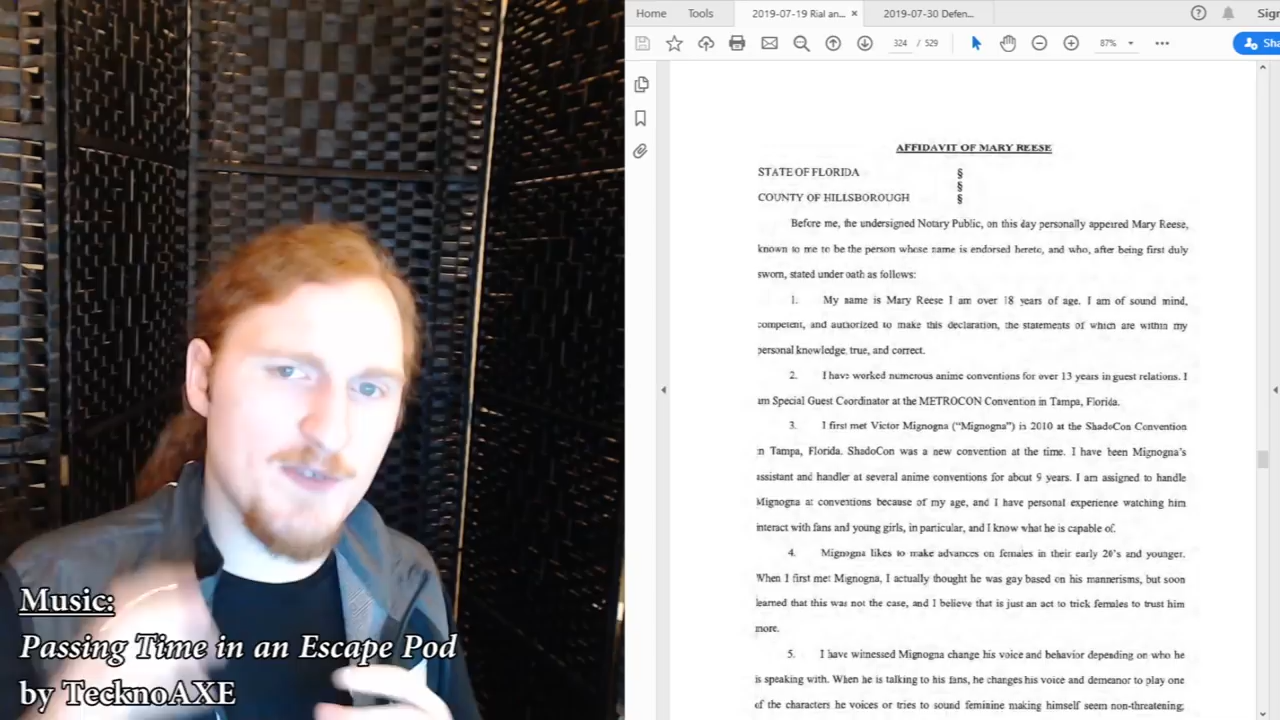 Home Tools 2019-07-19 Rial an... × 2019-07-30 Defen... Sign
324 / 529 87% Sha
AFFIDAVIT OF MARY REESE
STATE OF FLORIDA §
§
COUNTY OF HILLSBOROUGH §
Before me, the undersigned Notary Public, on this day personally appeared Mary Reese,
known to me to be the person whose name is endorsed hereto, and who, after being first duly
sworn, stated under oath as follows:
1. My name is Mary Reese I am over 18 years of age. I am of sound mind,
competent, and authorized to make this declaration, the statements of which are within my
personal knowledge, true, and correct.
2. I have worked numerous anime conventions for over 13 years in guest relations. I
am Special Guest Coordinator at the METROCON Convention in Tampa, Florida.
3. I first met Victor Mignogna ("Mignogna") in 2010 at the ShadoCon Convention
in Tampa, Florida. ShadoCon was a new convention at the time. I have been Mignogna's
assistant and handler at several anime conventions for about 9 years. I am assigned to handle
Mignogna at conventions because of my age, and I have personal experience watching him
interact with fans and young girls, in particular, and I know what he is capable of.
4. Mignogna likes to make advances on females in their early 20's and younger.
When I first met Mignogna, I actually thought he was gay based on his mannerisms, but soon
learned that this was not the case, and I believe that is just an act to trick females to trust him
more.
5. I have witnessed Mignogna change his voice and behavior depending on who he
is speaking with. When he is talking to his fans, he changes his voice and demeanor to play one
of the characters he voices or tries to sound feminine making himself seem non-threatening;
Music:
Passing Time in an Escape Pod
by TecknoAXE